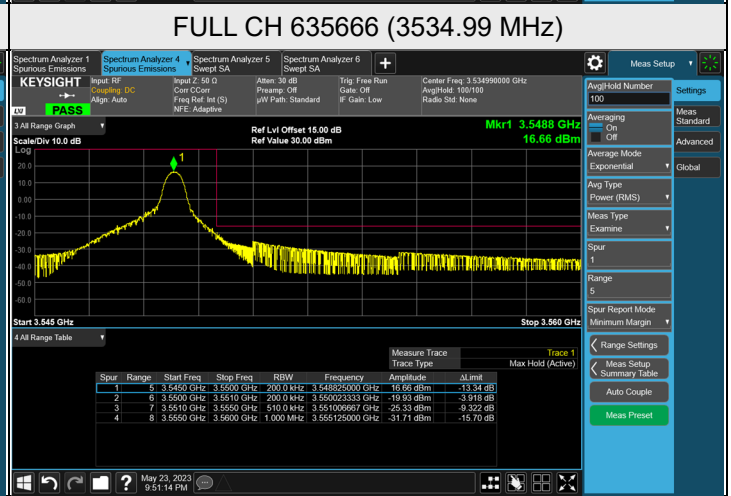 FULL CH 635666 (3534.99 MHz)
Spectrum Analyzer 1
Spurious Emissions
Spectrum Analyzer 4
Spurious Emissions
Spectrum Analyzer 5
Swept SA
Spectrum Analyzer 6
Swept SA
Meas Setup
KEYSIGHT
LXI
PASS
Input: RF
Coupling: DC
Align: Auto
Input Z: 50 Ω
Corr CCorr
Freq Ref: Int (S)
NFE: Adaptive
Atten: 30 dB
Preamp: Off
µW Path: Standard
Trig: Free Run
Gate: Off
IF Gain: Low
Center Freq: 3.534990000 GHz
Avg|Hold: 100/100
Radio Std: None
3 All Range Graph
Scale/Div 10.0 dB
Ref Lvl Offset 15.00 dB
Ref Value 30.00 dBm
Mkr1 3.5488 GHz
16.66 dBm
Log
1
20.0
10.0
0.00
-10.0
-20.0
-30.0
-40.0
-50.0
-60.0
Start 3.545 GHz
Stop 3.560 GHz
4 All Range Table
Measure Trace Trace 1
Trace Type Max Hold (Active)
Spur Range Start Freq Stop Freq RBW Frequency Amplitude ΔLimit
1 5 3.5450 GHz 3.5500 GHz 200.0 kHz 3.548825000 GHz 16.66 dBm -13.34 dB
2 6 3.5500 GHz 3.5510 GHz 200.0 kHz 3.550023333 GHz -19.93 dBm -3.918 dB
3 7 3.5510 GHz 3.5550 GHz 510.0 kHz 3.551006667 GHz -25.33 dBm -9.322 dB
4 8 3.5550 GHz 3.5600 GHz 1.000 MHz 3.555125000 GHz -31.71 dBm -15.70 dB
May 23, 2023
9:51:14 PM
Avg|Hold Number
100
Averaging
On
Off
Average Mode
Exponential
Avg Type
Power (RMS)
Meas Type
Examine
Spur
1
Range
5
Spur Report Mode
Minimum Margin
Range Settings
Meas Setup
Summary Table
Auto Couple
Meas Preset
Settings
Meas
Standard
Advanced
Global